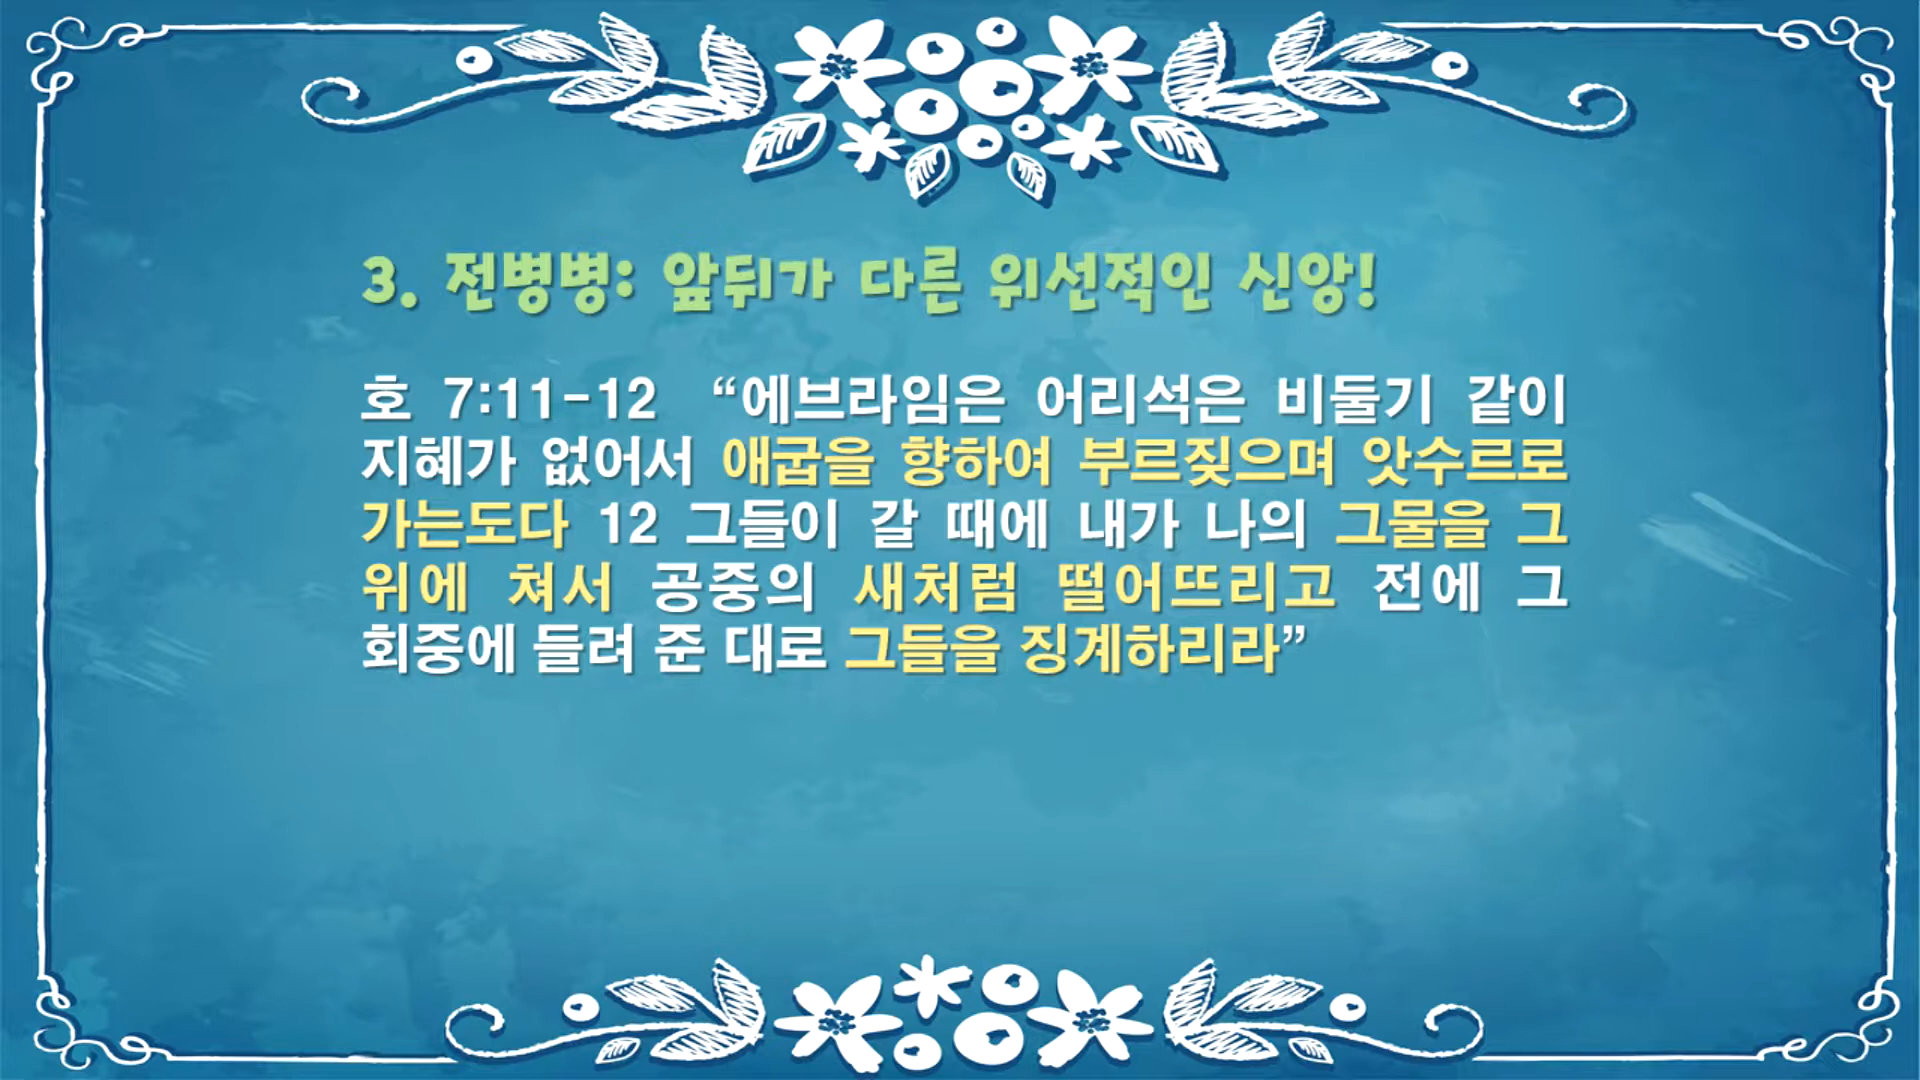 3. 전병병: 앞뒤가 다른 위선적인 신앙!
호 7:11-12 “에브라임은 어리석은 비둘기 같이
지혜가 없어서 애굽을 향하여 부르짖으며 앗수르로
가는도다 12 그들이 갈 때에 내가 나의 그물을 그
위에 쳐서 공중의 새처럼 떨어뜨리고 전에 그
회중에 들려 준 대로 그들을 징계하리라”